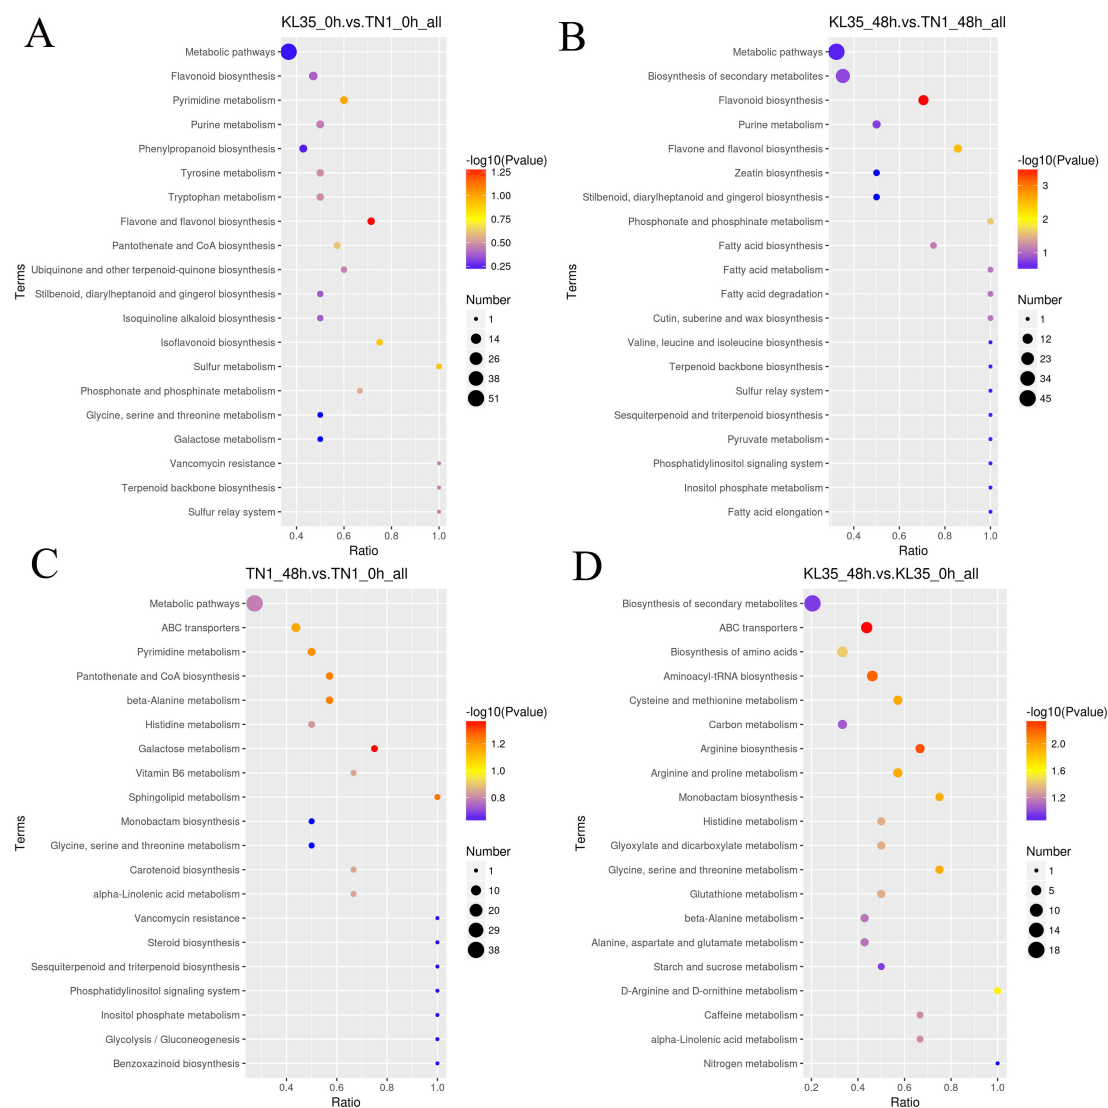 A
KL35_0h.vs.TN1_0h_all
Metabolic pathways
Flavonoid biosynthesis
Pyrimidine metabolism
Purine metabolism
Phenylpropanoid biosynthesis
Tyrosine metabolism
Tryptophan metabolism
Flavone and flavonol biosynthesis
Pantothenate and CoA biosynthesis
Ubiquinone and other terpenoid-quinone biosynthesis
Stilbenoid, diarylheptanoid and gingerol biosynthesis
Isoquinoline alkaloid biosynthesis
Isoflavonoid biosynthesis
Sulfur metabolism
Phosphonate and phosphinate metabolism
Glycine, serine and threonine metabolism
Galactose metabolism
Vancomycin resistance
Terpenoid backbone biosynthesis
Sulfur relay system
Terms
0.4 0.6 0.8 1.0
Ratio
-log10(Pvalue)
1.25
1.00
0.75
0.50
0.25
Number
1
14
26
38
51
B
KL35_48h.vs.TN1_48h_all
Metabolic pathways
Biosynthesis of secondary metabolites
Flavonoid biosynthesis
Purine metabolism
Flavone and flavonol biosynthesis
Zeatin biosynthesis
Stilbenoid, diarylheptanoid and gingerol biosynthesis
Phosphonate and phosphinate metabolism
Fatty acid biosynthesis
Fatty acid metabolism
Fatty acid degradation
Cutin, suberine and wax biosynthesis
Valine, leucine and isoleucine biosynthesis
Terpenoid backbone biosynthesis
Sulfur relay system
Sesquiterpenoid and triterpenoid biosynthesis
Pyruvate metabolism
Phosphatidylinositol signaling system
Inositol phosphate metabolism
Fatty acid elongation
Terms
0.4 0.6 0.8 1.0
Ratio
-log10(Pvalue)
3
2
1
Number
1
12
23
34
45
C
TN1_48h.vs.TN1_0h_all
Metabolic pathways
ABC transporters
Pyrimidine metabolism
Pantothenate and CoA biosynthesis
beta-Alanine metabolism
Histidine metabolism
Galactose metabolism
Vitamin B6 metabolism
Sphingolipid metabolism
Monobactam biosynthesis
Glycine, serine and threonine metabolism
Carotenoid biosynthesis
alpha-Linolenic acid metabolism
Vancomycin resistance
Steroid biosynthesis
Sesquiterpenoid and triterpenoid biosynthesis
Phosphatidylinositol signaling system
Inositol phosphate metabolism
Glycolysis / Gluconeogenesis
Benzoxazinoid biosynthesis
Terms
0.4 0.6 0.8 1.0
Ratio
-log10(Pvalue)
1.2
1.2
1.0
0.8
Number
1
10
20
29
38
D
KL35_48h.vs.KL35_0h_all
Biosynthesis of secondary metabolites
ABC transporters
Biosynthesis of amino acids
Aminoacyl-tRNA biosynthesis
Cysteine and methionine metabolism
Carbon metabolism
Arginine biosynthesis
Arginine and proline metabolism
Monobactam biosynthesis
Histidine metabolism
Glyoxylate and dicarboxylate metabolism
Glycine, serine and threonine metabolism
Glutathione metabolism
beta-Alanine metabolism
Alanine, aspartate and glutamate metabolism
Starch and sucrose metabolism
D-Arginine and D-ornithine metabolism
Caffeine metabolism
alpha-Linolenic acid metabolism
Nitrogen metabolism
Terms
0.2 0.4 0.6 0.8 1.0
Ratio
-log10(Pvalue)
2.0
1.6
1.2
Number
1
5
10
14
18